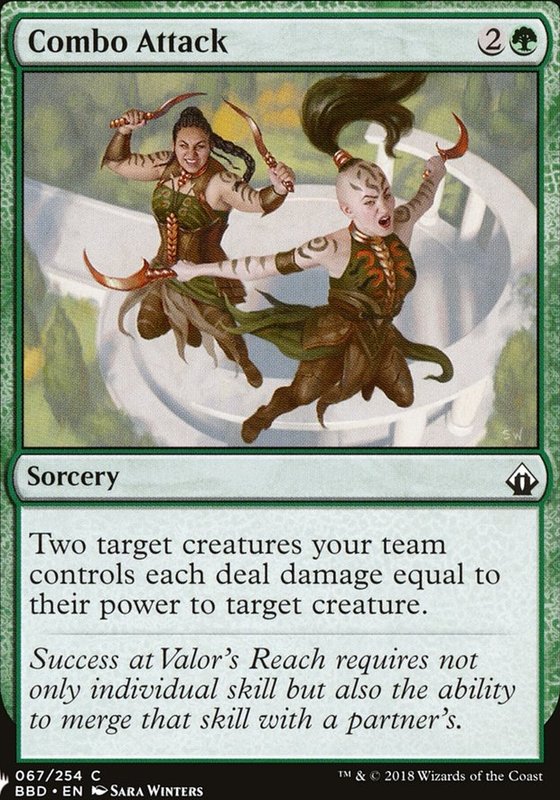 Combo Attack 2
SW
Sorcery
Two target creatures your team
controls each deal damage equal to
their power to target creature.
Success at Valor's Reach requires not
only individual skill but also the ability
to merge that skill with a partner's.
067/254 C
BBD • EN Sara Winters
™ & © 2018 Wizards of the Coast